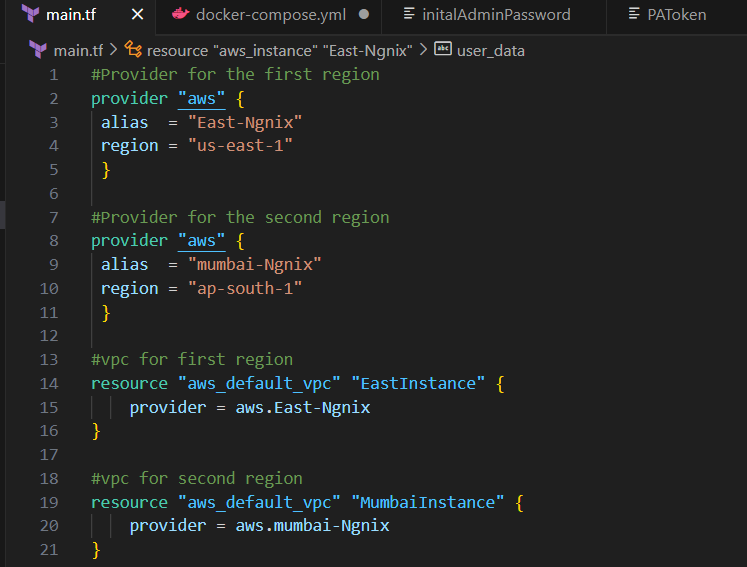 main.tf docker-compose.yml initalAdminPassword PAToken
main.tf > resource "aws_instance" "East-Ngnix" > abc user_data
1 #Provider for the first region
2 provider "aws" {
3 alias = "East-Ngnix"
4 region = "us-east-1"
5 }
6
7 #Provider for the second region
8 provider "aws" {
9 alias = "mumbai-Ngnix"
10 region = "ap-south-1"
11 }
12
13 #vpc for first region
14 resource "aws_default_vpc" "EastInstance" {
15 provider = aws.East-Ngnix
16 }
17
18 #vpc for second region
19 resource "aws_default_vpc" "MumbaiInstance" {
20 provider = aws.mumbai-Ngnix
21 }